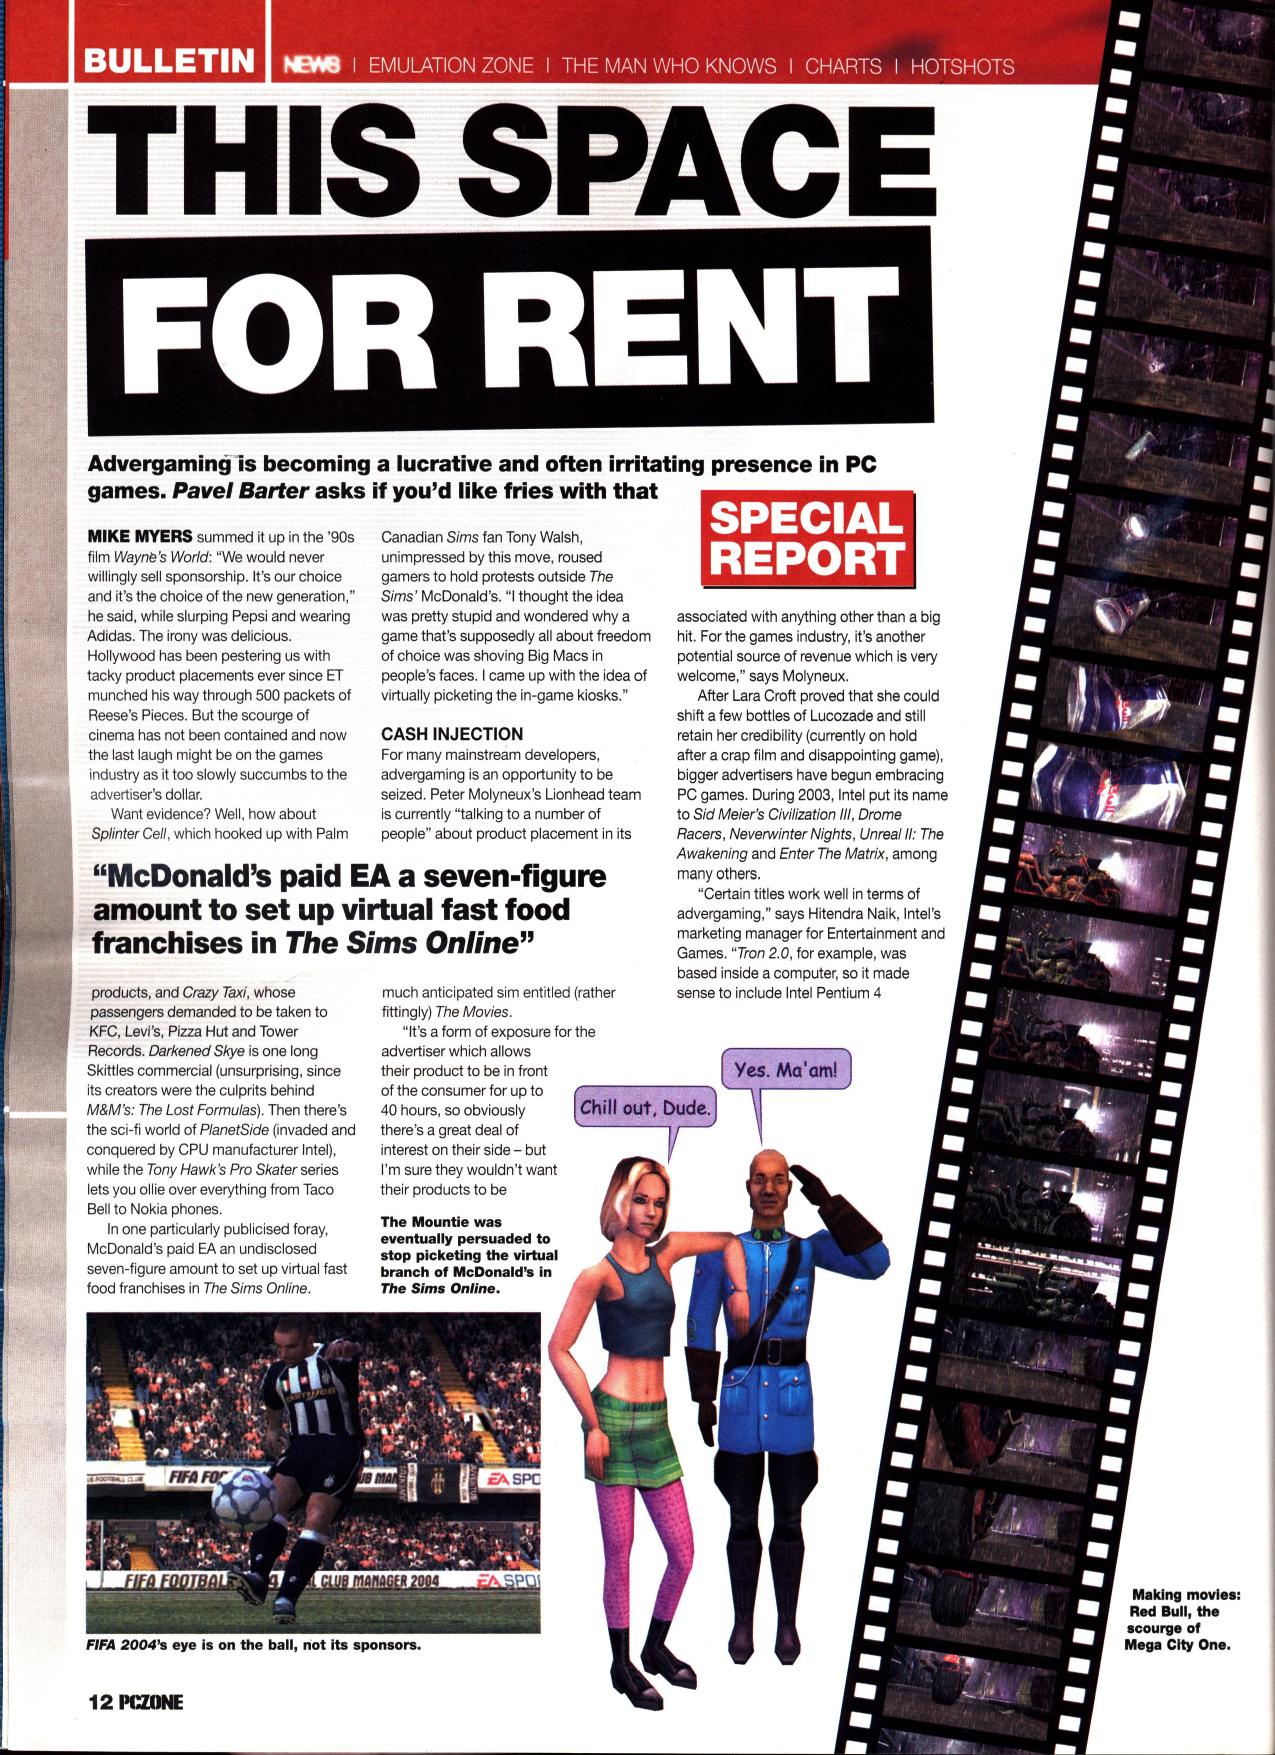 BULLETIN
NEWS | EMULATION ZONE | THE MAN WHO KNOWS | CHARTS | HOTSHOTS
THIS SPACE
FOR RENT
Advergaming is becoming a lucrative and often irritating presence in PC
games. Pavel Barter asks if you'd like fries with that
SPECIAL
REPORT
MIKE MYERS summed it up in the '90s
film Wayne's World: “We would never
willingly sell sponsorship. It's our choice
and it's the choice of the new generation,”
he said, while slurping Pepsi and wearing
Adidas. The irony was delicious.
Hollywood has been pestering us with
tacky product placements ever since ET
munched his way through 500 packets of
Reese's Pieces. But the scourge of
cinema has not been contained and now
the last laugh might be on the games
industry as it too slowly succumbs to the
advertiser's dollar.
Want evidence? Well, how about
Splinter Cell, which hooked up with Palm
products, and Crazy Taxi, whose
passengers demanded to be taken to
KFC, Levi's, Pizza Hut and Tower
Records. Darkened Skye is one long
Skittles commercial (unsurprising, since
its creators were the culprits behind
M&M's: The Lost Formulas). Then there's
the sci-fi world of PlanetSide (invaded and
conquered by CPU manufacturer Intel),
while the Tony Hawk's Pro Skater series
lets you ollie over everything from Taco
Bell to Nokia phones.
In one particularly publicised foray,
McDonald's paid EA an undisclosed
seven-figure amount to set up virtual fast
food franchises in The Sims Online.
Canadian Sims fan Tony Walsh,
unimpressed by this move, roused
gamers to hold protests outside The
Sims' McDonald's. “I thought the idea
was pretty stupid and wondered why a
game that's supposedly all about freedom
of choice was shoving Big Macs in
people's faces. I came up with the idea of
virtually picketing the in-game kiosks.”
CASH INJECTION
For many mainstream developers,
advergaming is an opportunity to be
seized. Peter Molyneux's Lionhead team
is currently “talking to a number of
people” about product placement in its
much anticipated sim entitled (rather
fittingly) The Movies.
“It's a form of exposure for the
advertiser which allows
their product to be in front
of the consumer for up to
40 hours, so obviously
there's a great deal of
interest on their side – but
I'm sure they wouldn't want
their products to be
associated with anything other than a big
hit. For the games industry, it's another
potential source of revenue which is very
welcome,” says Molyneux.
After Lara Croft proved that she could
shift a few bottles of Lucozade and still
retain her credibility (currently on hold
after a crap film and disappointing game),
bigger advertisers have begun embracing
PC games. During 2003, Intel put its name
to Sid Meier's Civilization III, Drome
Racers, Neverwinter Nights, Unreal II: The
Awakening and Enter The Matrix, among
many others.
“Certain titles work well in terms of
advergaming,” says Hitendra Naik, Intel's
marketing manager for Entertainment and
Games. “Tron 2.0, for example, was
based inside a computer, so it made
sense to include Intel Pentium 4
“McDonald's paid EA a seven-figure
amount to set up virtual fast food
franchises in The Sims Online”
Chill out, Dude.
Yes. Ma'am!
The Mountie was
eventually persuaded to
stop picketing the virtual
branch of McDonald's in
The Sims Online.
FIFA FOO
UB MAN
EA SPO
FIFA FOOTBAL
L CLUB MANAGER 2004
EA SPO
FIFA 2004's eye is on the ball, not its sponsors.
Making movies:
Red Bull, the
scourge of
Mega City One.
12 PCZONE